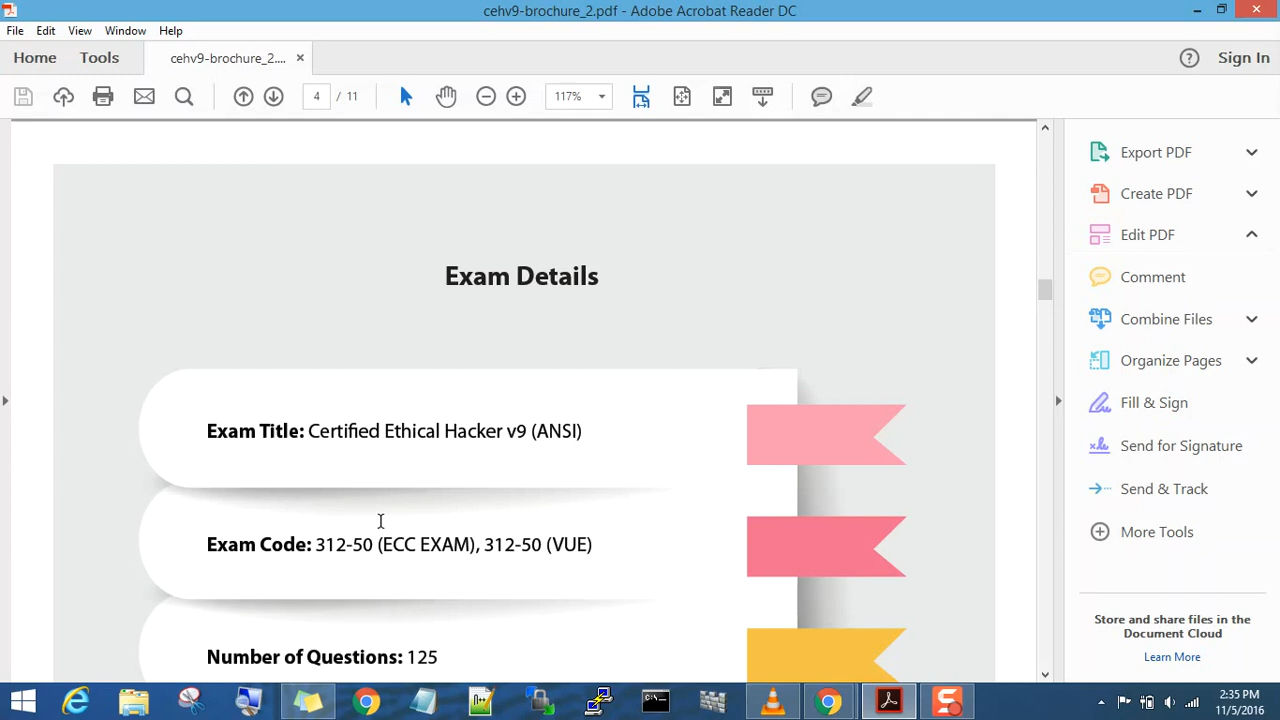 cehv9-brochure_2.pdf - Adobe Acrobat Reader DC
File Edit View Window Help
Home Tools cehv9-brochure_2.... × ? Sign In
4 / 11 117%
Export PDF
Create PDF
Edit PDF
Comment
Combine Files
Organize Pages
Fill & Sign
Send for Signature
Send & Track
More Tools
Store and share files in the
Document Cloud
Learn More
Exam Details
Exam Title: Certified Ethical Hacker v9 (ANSI)
Exam Code: 312-50 (ECC EXAM), 312-50 (VUE)
Number of Questions: 125
2:35 PM
11/5/2016